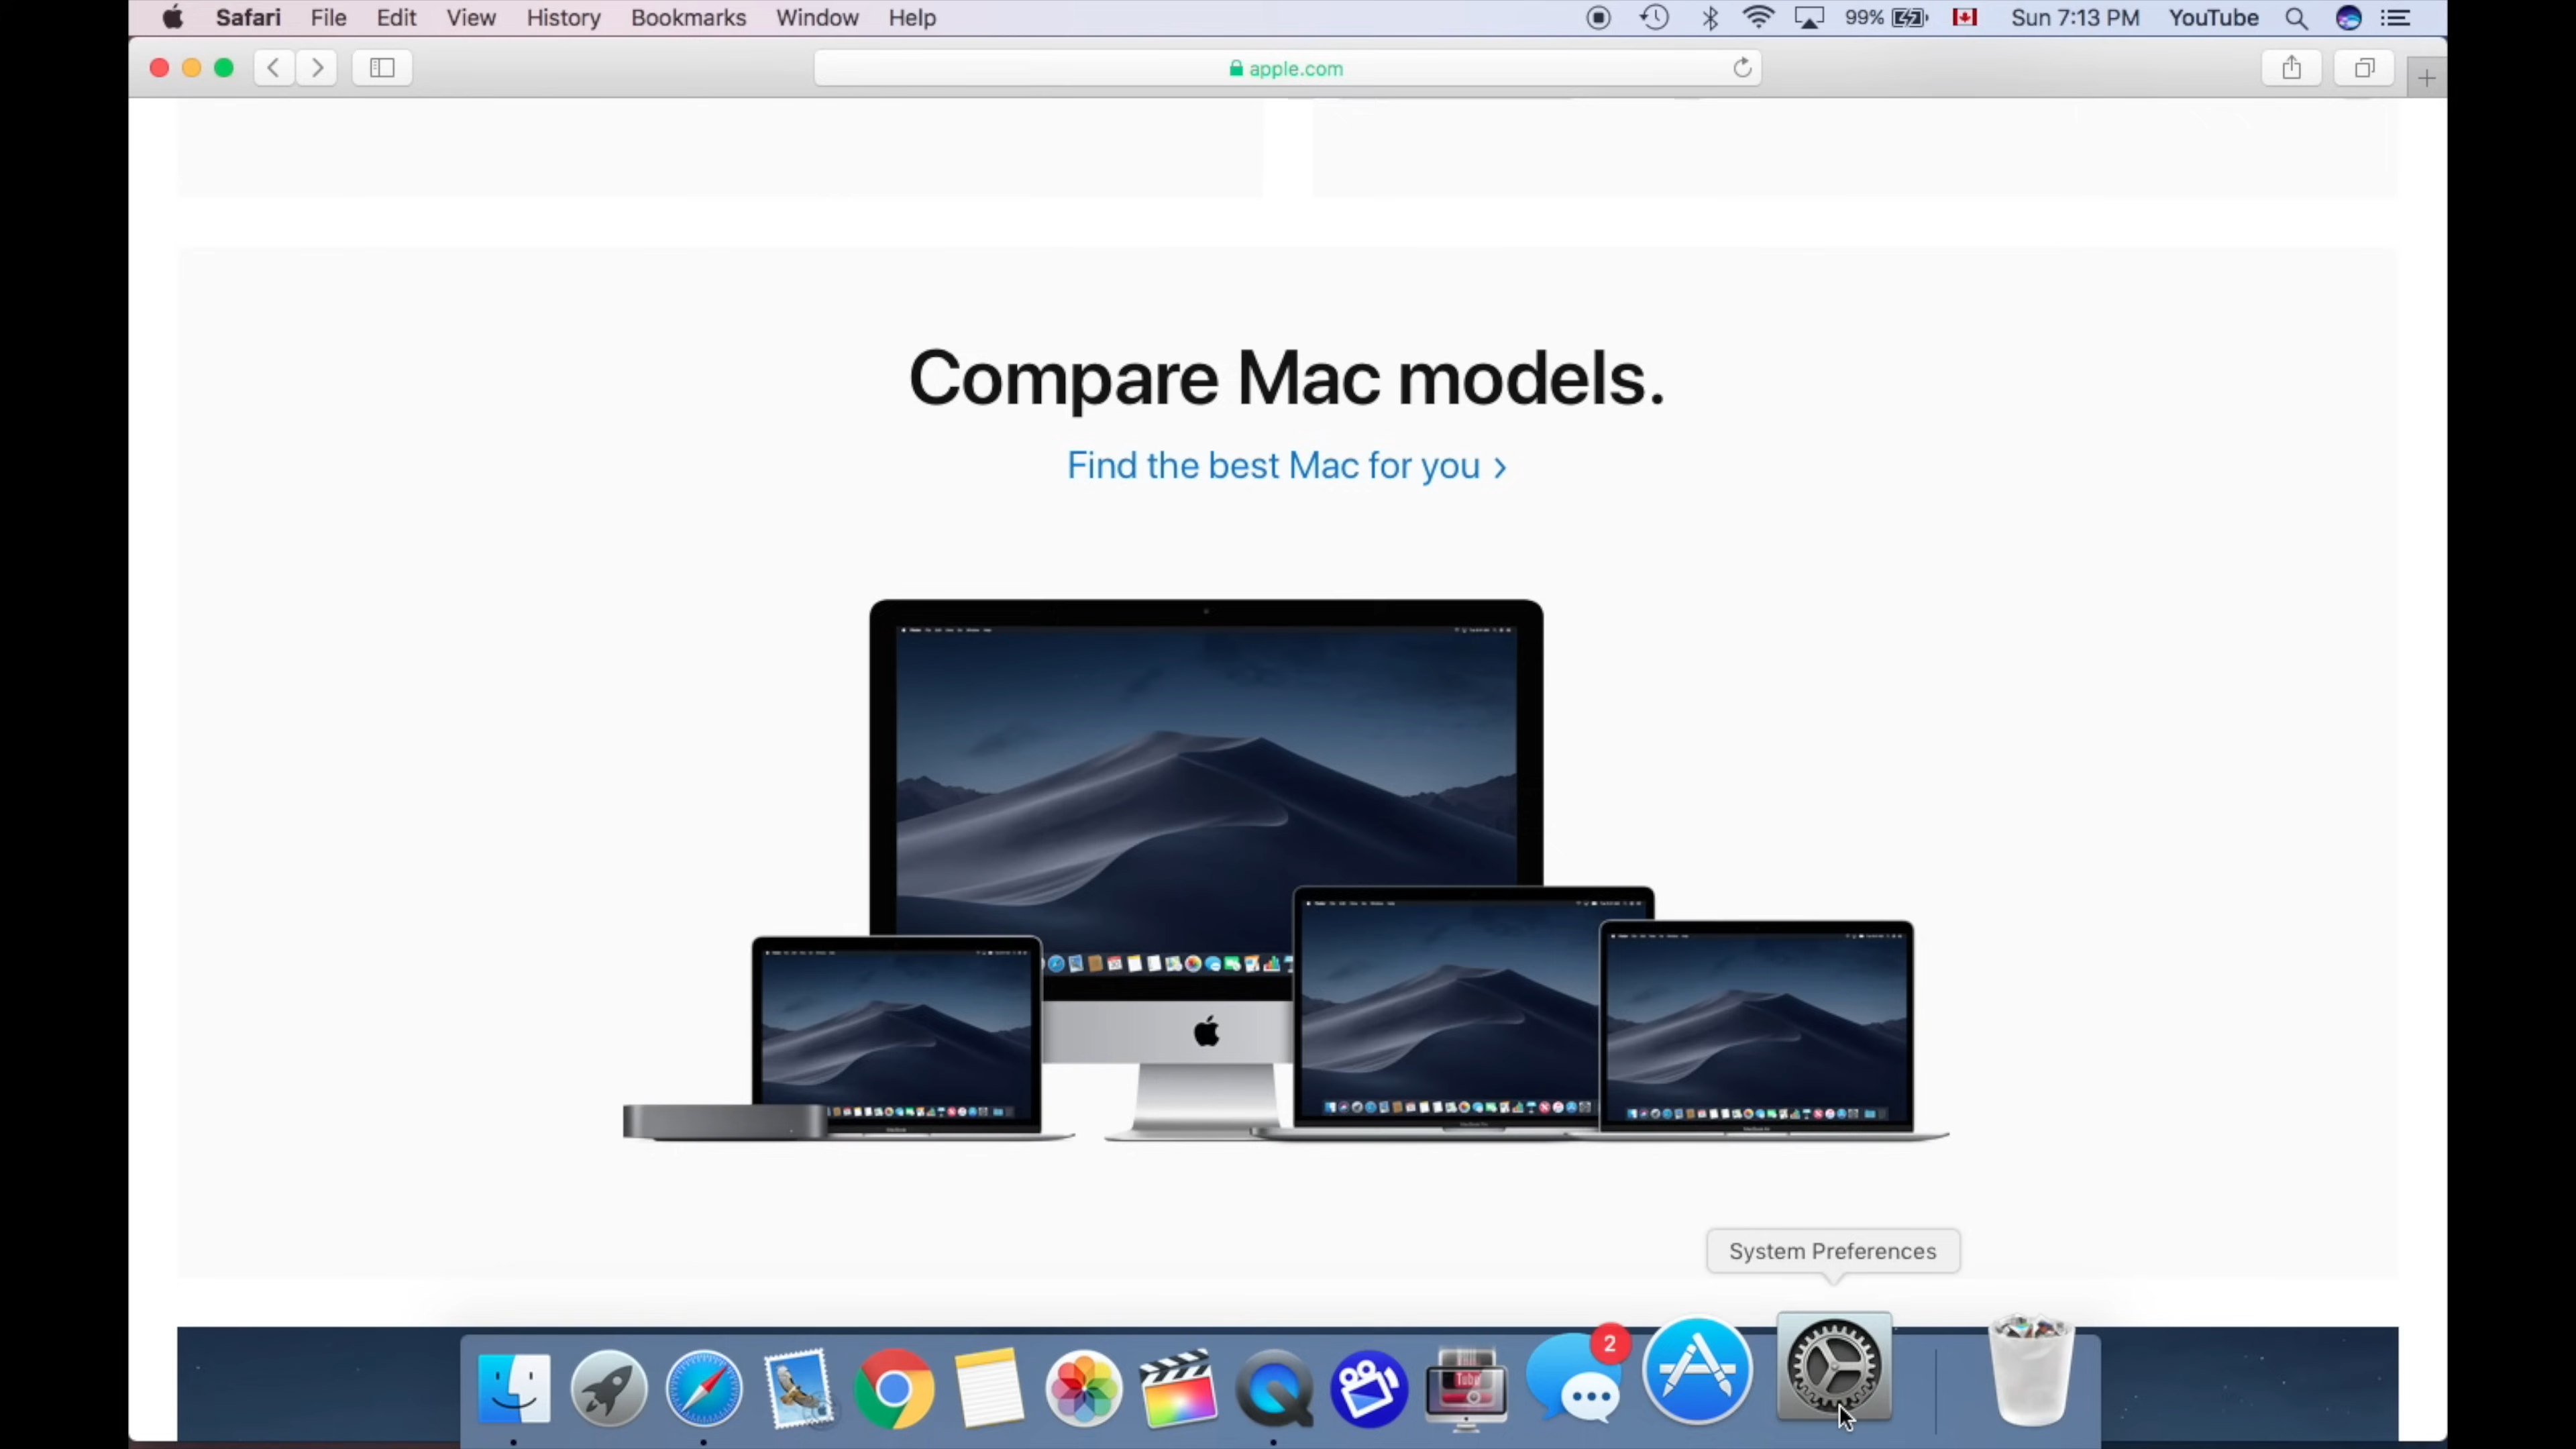 Safari File Edit View History Bookmarks Window Help 99% Sun 7:13 PM YouTube
apple.com
Compare Mac models.
Find the best Mac for you >
System Preferences
2
Tube